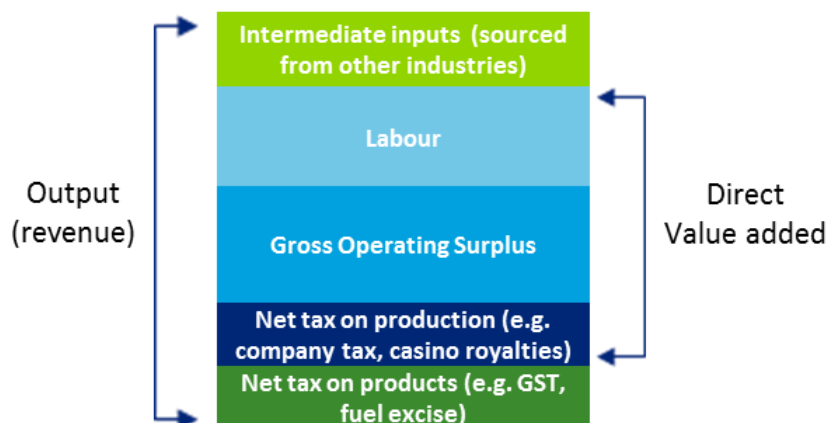 Intermediate inputs (sourced
from other industries)
Labour
Output
(revenue)
Direct
Value added
Gross Operating Surplus
Net tax on production (e.g.
company tax, casino royalties)
Net tax on products (e.g. GST,
fuel excise)